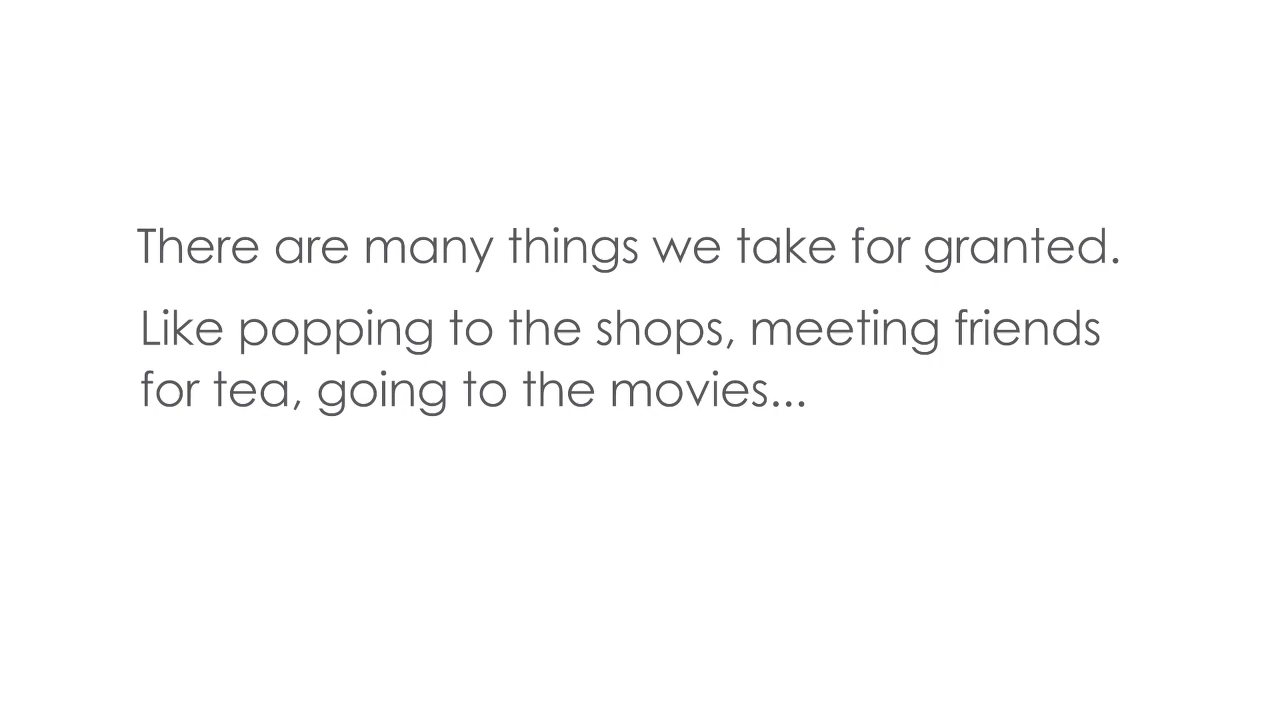 There are many things we take for granted.
Like popping to the shops, meeting friends
for tea, going to the movies...